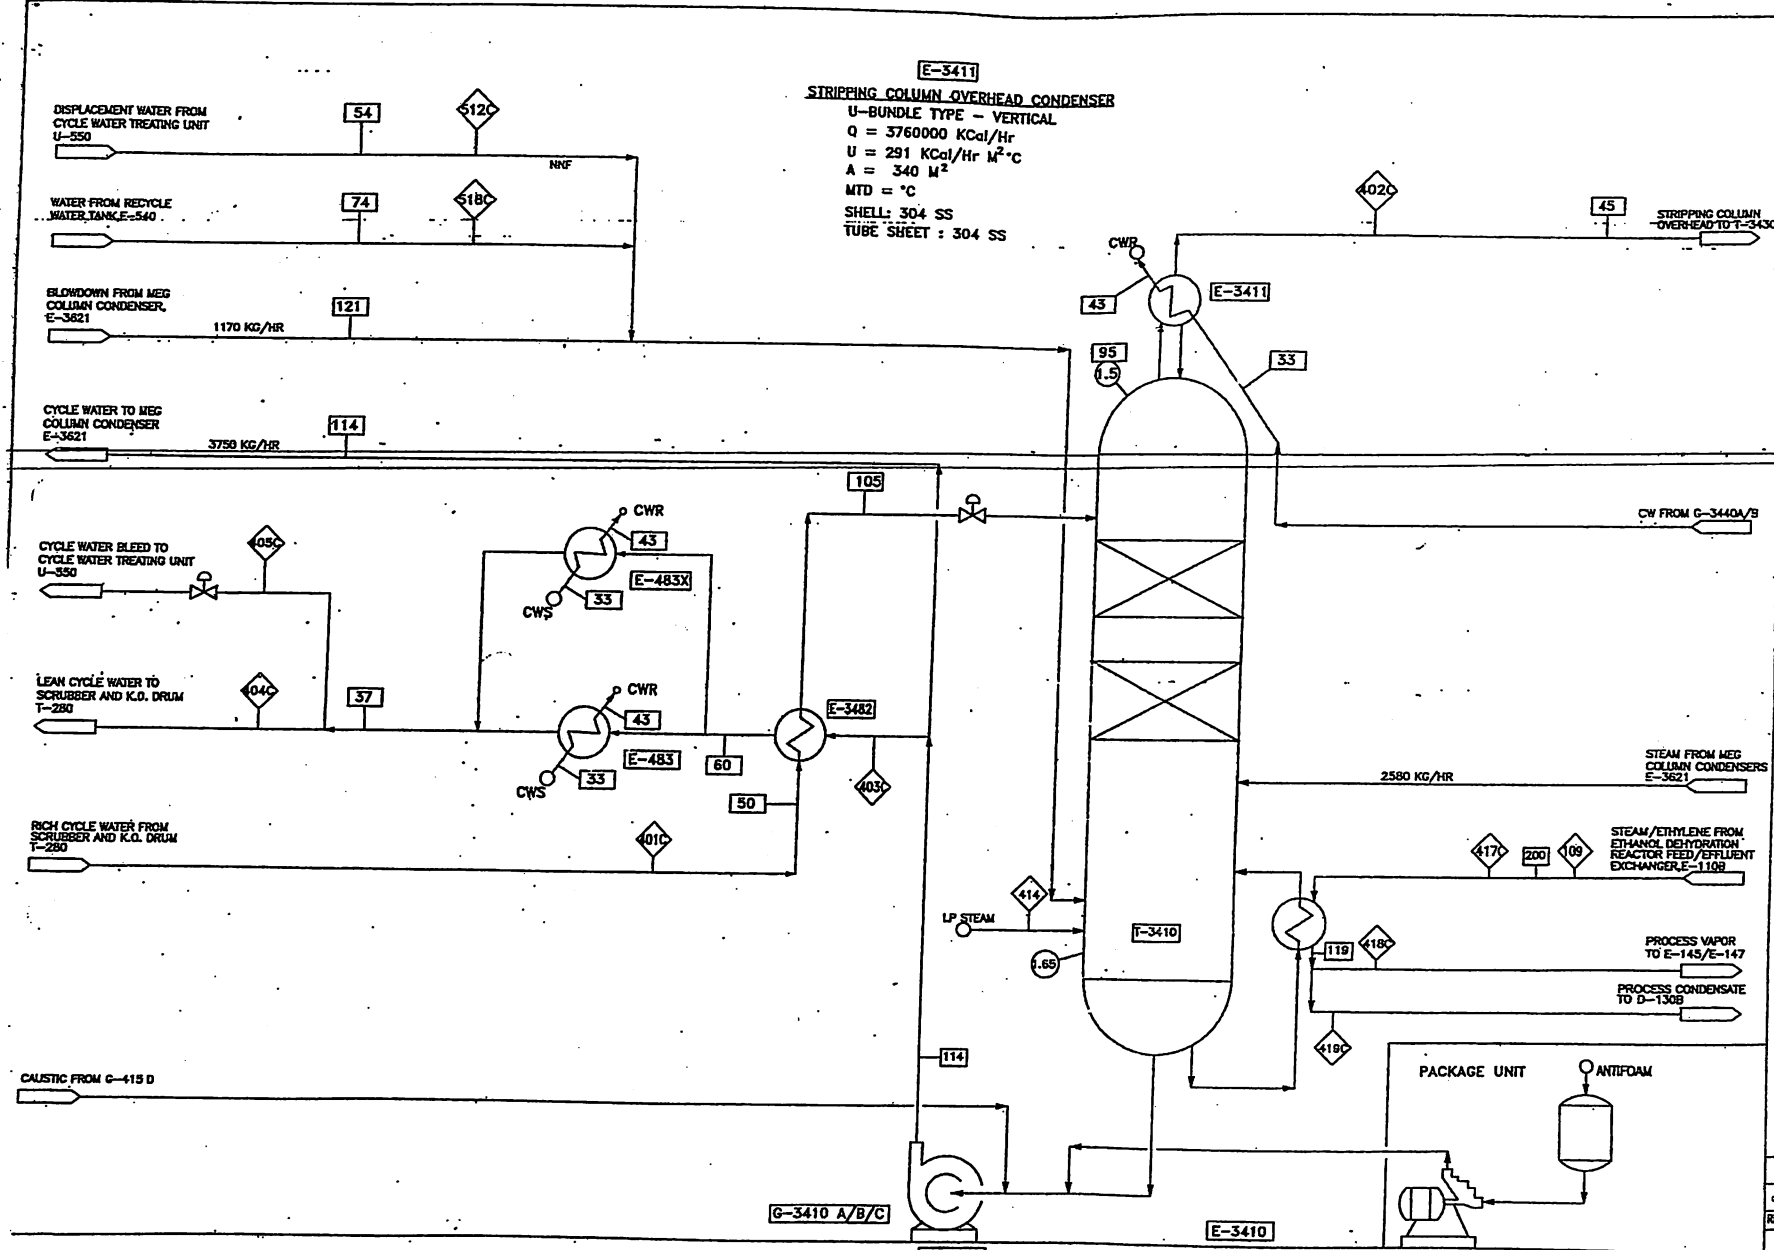 E-3411
STRIPPING COLUMN OVERHEAD CONDENSER
U-BUNDLE TYPE - VERTICAL
Q = 3760000 KCal/Hr
U = 291 KCal/Hr M²°C
A = 340 M²
MTD = °C
SHELL: 304 SS
TUBE SHEET : 304 SS
DISPLACEMENT WATER FROM
CYCLE WATER TREATING UNIT
U-550
54
512C
NNF
WATER FROM RECYCLE
WATER TANK,E-540
74
518C
BLOWDOWN FROM MEG
COLUMN CONDENSER,
E-3621
1170 KG/HR
121
CYCLE WATER TO MEG
COLUMN CONDENSER
E-3621
3750 KG/HR
114
402C
45
STRIPPING COLUMN
OVERHEAD TO T-3430
CWR
43
E-3411
95
1.5
33
105
CW FROM G-3440A/B
CYCLE WATER BLEED TO
CYCLE WATER TREATING UNIT
U-550
405C
CWR
43
E-483X
33
CWS
LEAN CYCLE WATER TO
SCRUBBER AND K.O. DRUM
T-280
404C
37
CWR
43
E-483
33
CWS
60
E-3482
403C
50
RICH CYCLE WATER FROM
SCRUBBER AND K.O. DRUM
T-280
401C
STEAM FROM MEG
COLUMN CONDENSERS
E-3621
2580 KG/HR
STEAM/ETHYLENE FROM
ETHANOL DEHYDRATION
REACTOR FEED/EFFLUENT
EXCHANGER,E-110B
417C
200
109
414
LP STEAM
T-3410
1.65
119
418C
PROCESS VAPOR
TO E-145/E-147
PROCESS CONDENSATE
TO D-130B
419C
114
CAUSTIC FROM G-415 D
PACKAGE UNIT
ANTIFOAM
G-3410 A/B/C
E-3410